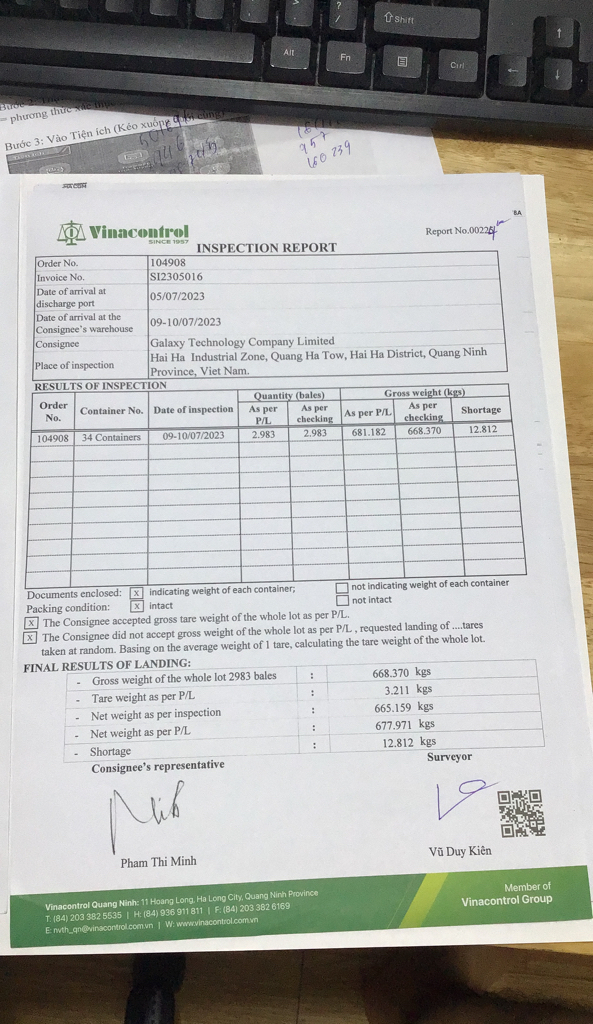 ?
/
⇧Shift
Alt
Fn
Ctrl
↑
←
↓
= phương thức xác
Bước 3: Vào Tiện ích (Kéo xuống
957
160 239
BA
Vinacontrol
SINCE 1957
Report No.0022
INSPECTION REPORT
Order No. 104908
Invoice No. SI2305016
Date of arrival at discharge port 05/07/2023
Date of arrival at the Consignee's warehouse 09-10/07/2023
Consignee Galaxy Technology Company Limited
Place of inspection Hai Ha Industrial Zone, Quang Ha Tow, Hai Ha District, Quang Ninh Province, Viet Nam.
RESULTS OF INSPECTION
Order No. Container No. Date of inspection Quantity (bales) Gross weight (kgs)
As per P/L As per checking As per P/L As per checking Shortage
104908 34 Containers 09-10/07/2023 2.983 2.983 681.182 668.370 12.812
Documents enclosed: x indicating weight of each container; not indicating weight of each container
Packing condition: x intact not intact
x The Consignee accepted gross tare weight of the whole lot as per P/L.
x The Consignee did not accept gross weight of the whole lot as per P/L , requested landing of ....tares
taken at random. Basing on the average weight of 1 tare, calculating the tare weight of the whole lot.
FINAL RESULTS OF LANDING:
- Gross weight of the whole lot 2983 bales : 668.370 kgs
- Tare weight as per P/L : 3.211 kgs
- Net weight as per inspection : 665.159 kgs
- Net weight as per P/L : 677.971 kgs
- Shortage : 12.812 kgs
Consignee's representative Surveyor
Pham Thi Minh Vũ Duy Kiên
Vinacontrol Quang Ninh: 11 Hoang Long, Ha Long City, Quang Ninh Province
T: (84) 203 382 5535 | H: (84) 936 911 811 | F: (84) 203 382 6169
E: nvth_qn@vinacontrol.com.vn | W: www.vinacontrol.com.vn
Member of
Vinacontrol Group